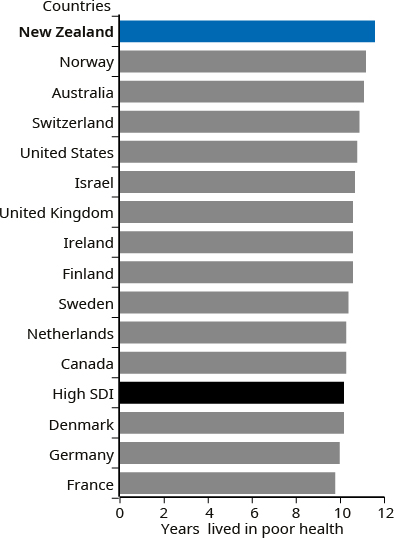 Countries
New Zealand
Norway
Australia
Switzerland
United States
Israel
United Kingdom
Ireland
Finland
Sweden
Netherlands
Canada
High SDI
Denmark
Germany
France
0 2 4 6 8 10 12
Years lived in poor health